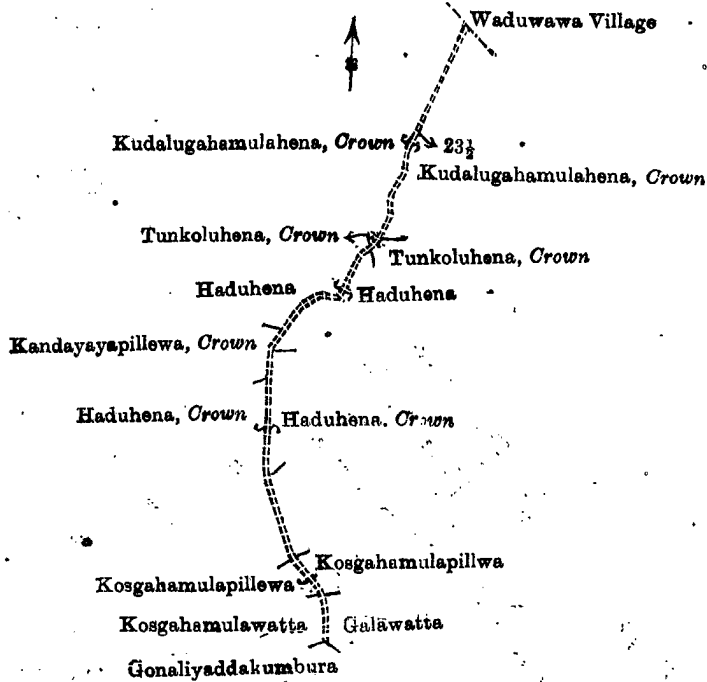 Waduwawa Village
Kudalugahamulahena, Crown
23½
Kudalugahamulahena, Crown
Tunkoluhena, Crown
Tunkoluhena, Crown
Haduhena
Haduhena
Kandayayapillewa, Crown
Haduhena, Crown
Haduhena. Crown
Kosgahamulapillwa
Kosgahamulapillewa
Kosgahamulawatta
Galawatta
Gonaliyaddakumbura